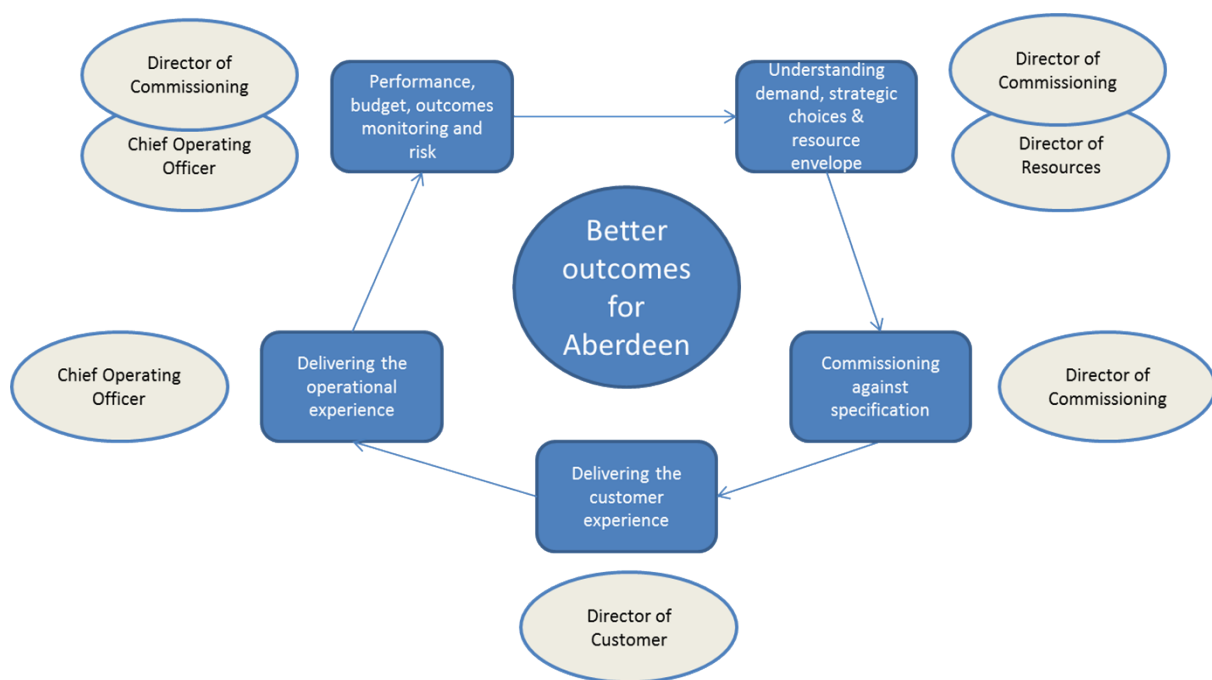 Director of
Commissioning
Chief Operating
Officer
Performance,
budget, outcomes
monitoring and
risk
Understanding
demand, strategic
choices &
resource
envelope
Director of
Commissioning
Director of
Resources
Better
outcomes
for
Aberdeen
Chief Operating
Officer
Delivering the
operational
experience
Commissioning
against
specification
Director of
Commissioning
Delivering the
customer
experience
Director of
Customer